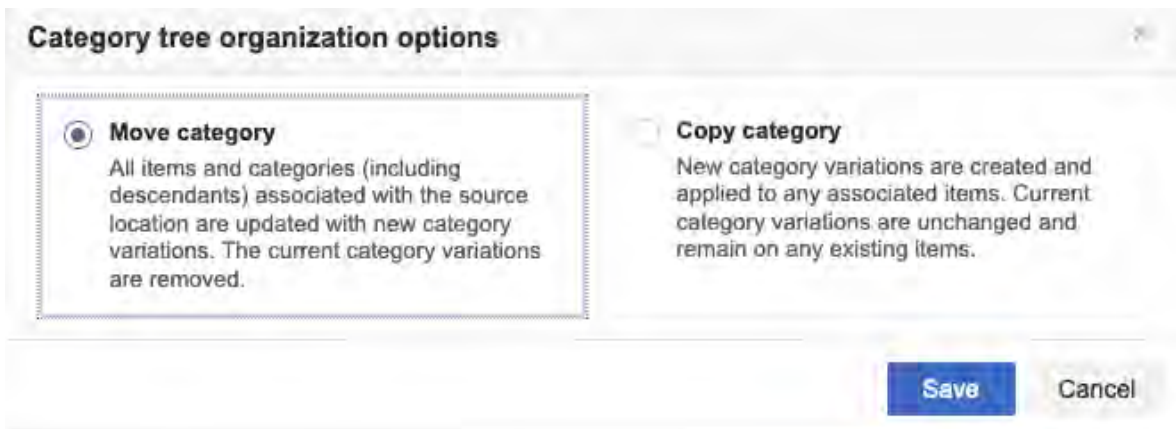 Category tree organization options
Move category
All items and categories (including
descendants) associated with the source
location are updated with new category
variations. The current category variations
are removed.
Copy category
New category variations are created and
applied to any associated items. Current
category variations are unchanged and
remain on any existing items.
Save
Cancel